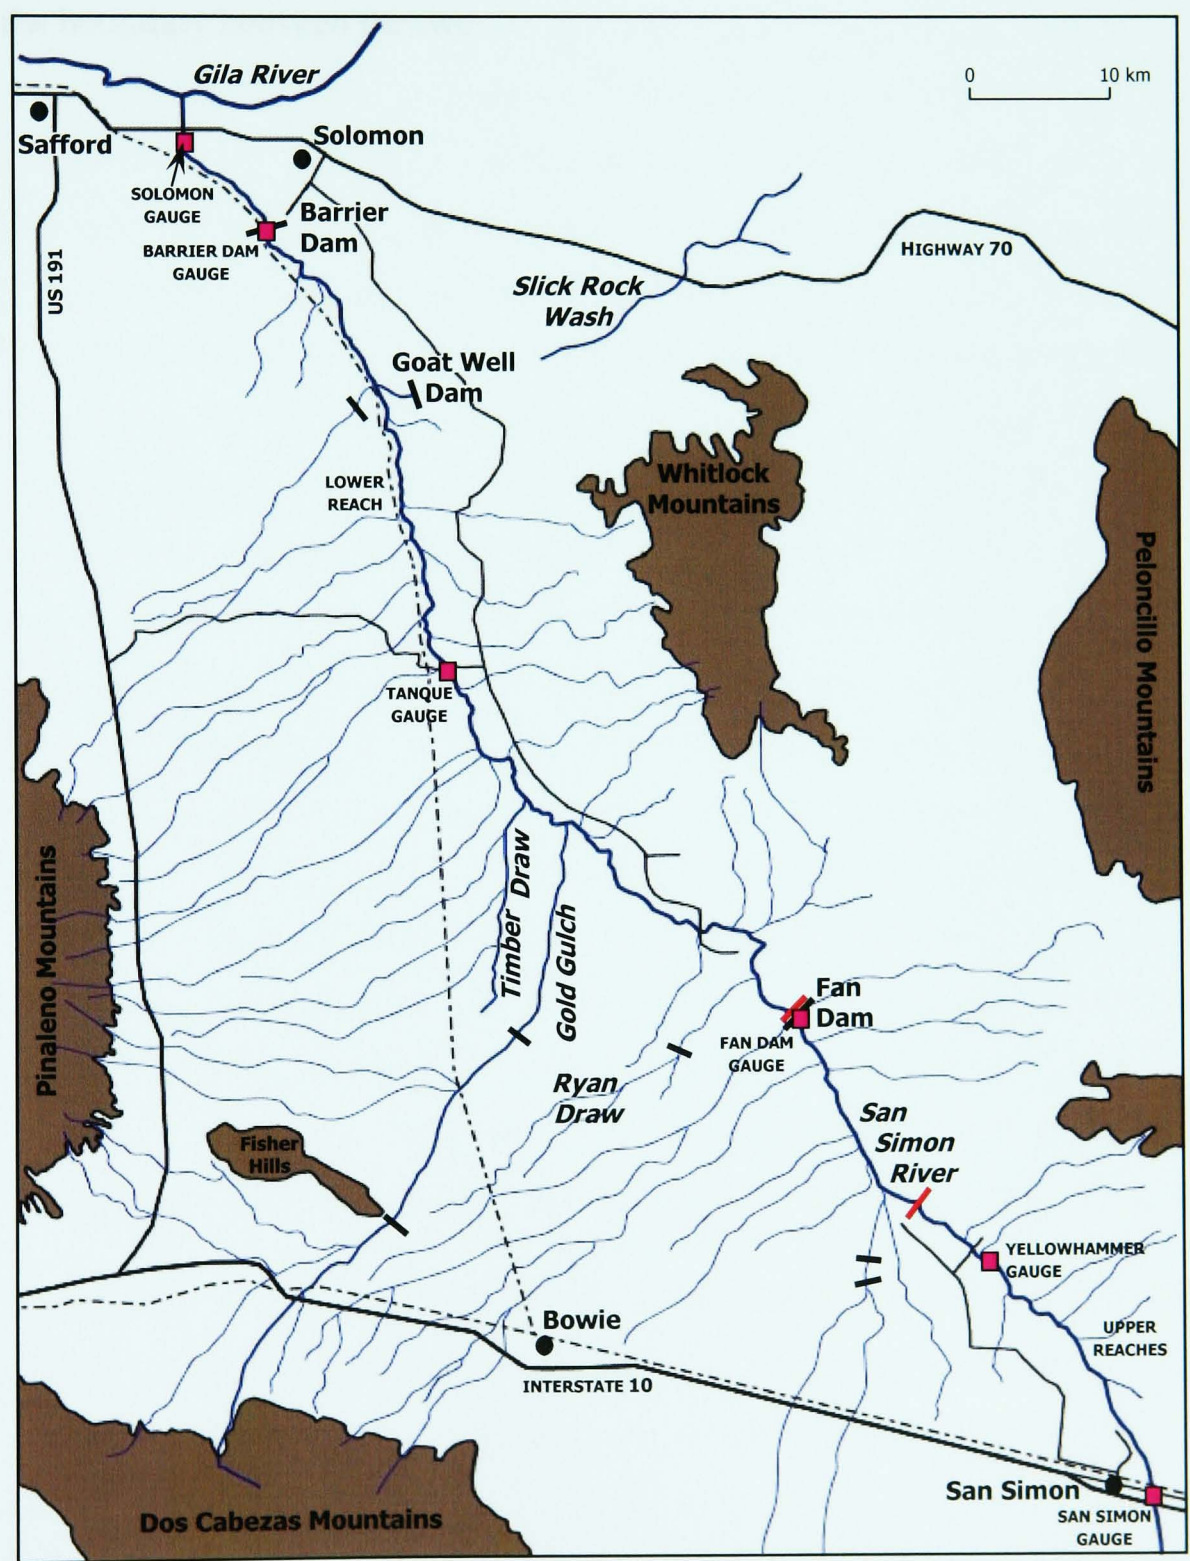 Gila River
0 10 km
Safford
Solomon
SOLOMON
GAUGE
Barrier
Dam
BARRIER DAM
GAUGE
US 191
HIGHWAY 70
Slick Rock
Wash
Goat Well
Dam
LOWER
REACH
Whitlock
Mountains
Peloncillo Mountains
TANQUE
GAUGE
Timber Draw
Gold Gulch
Pinaleno Mountains
Fan
Dam
FAN DAM
GAUGE
Ryan
Draw
San
Simon
River
Fisher
Hills
YELLOWHAMMER
GAUGE
Bowie
UPPER
REACHES
INTERSTATE 10
San Simon
SAN SIMON
GAUGE
Dos Cabezas Mountains